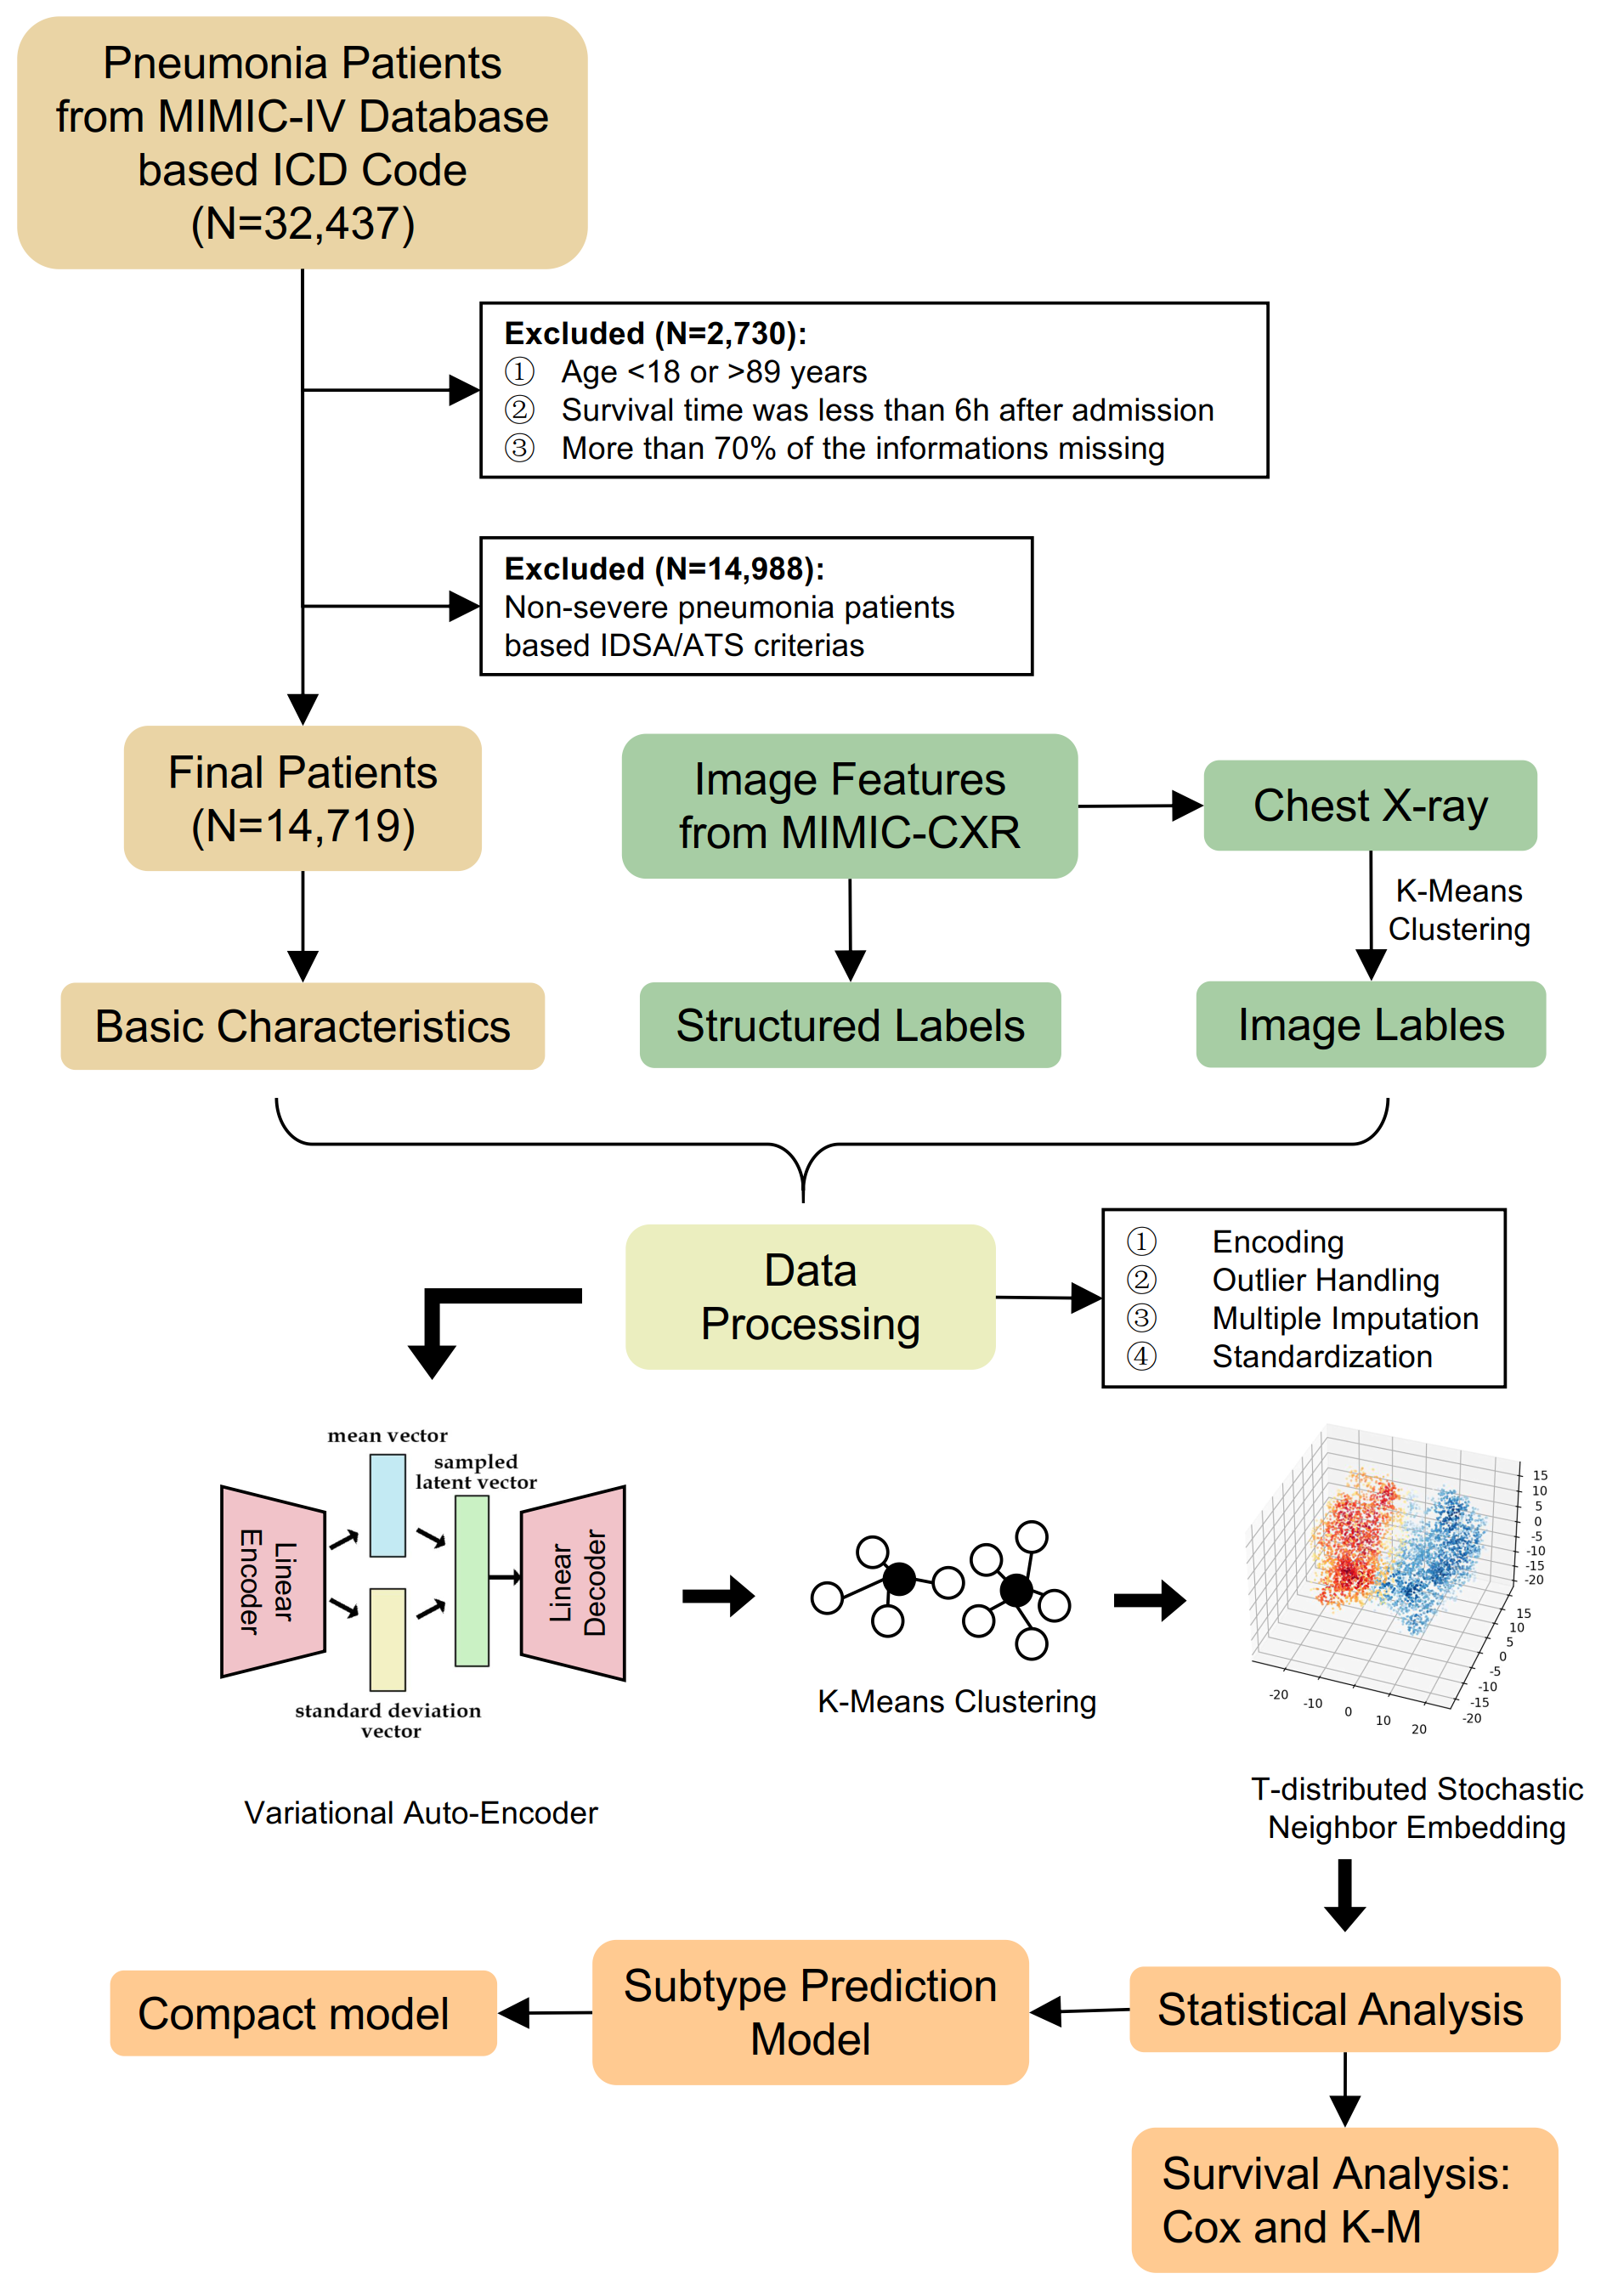 Pneumonia Patients
from MIMIC-IV Database
based ICD Code
(N=32,437)
Excluded (N=2,730):
① Age <18 or >89 years
② Survival time was less than 6h after admission
③ More than 70% of the informations missing
Excluded (N=14,988):
Non-severe pneumonia patients
based IDSA/ATS criterias
Final Patients
(N=14,719)
Image Features
from MIMIC-CXR
Chest X-ray
K-Means
Clustering
Basic Characteristics
Structured Labels
Image Lables
Data
Processing
① Encoding
② Outlier Handling
③ Multiple Imputation
④ Standardization
mean vector
sampled
latent vector
Linear
Encoder
Linear
Decoder
standard deviation
vector
Variational Auto-Encoder
K-Means Clustering
15
10
5
0
-5
-10
-15
-20
15
10
5
0
-5
-10
-15
-20
-20
-10
0
10
20
T-distributed Stochastic
Neighbor Embedding
Compact model
Subtype Prediction
Model
Statistical Analysis
Survival Analysis:
Cox and K-M